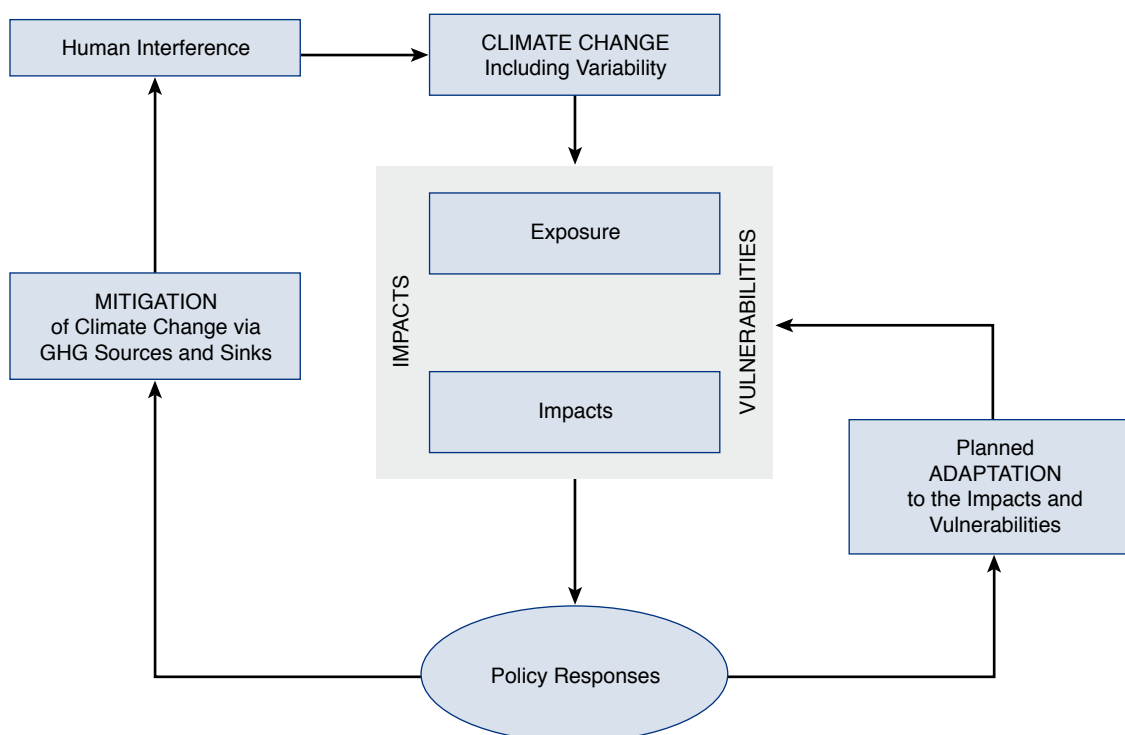 Human Interference
CLIMATE CHANGE
Including Variability
IMPACTS
Exposure
VULNERABILITIES
MITIGATION
of Climate Change via
GHG Sources and Sinks
Impacts
Planned
ADAPTATION
to the Impacts and
Vulnerabilities
Policy Responses